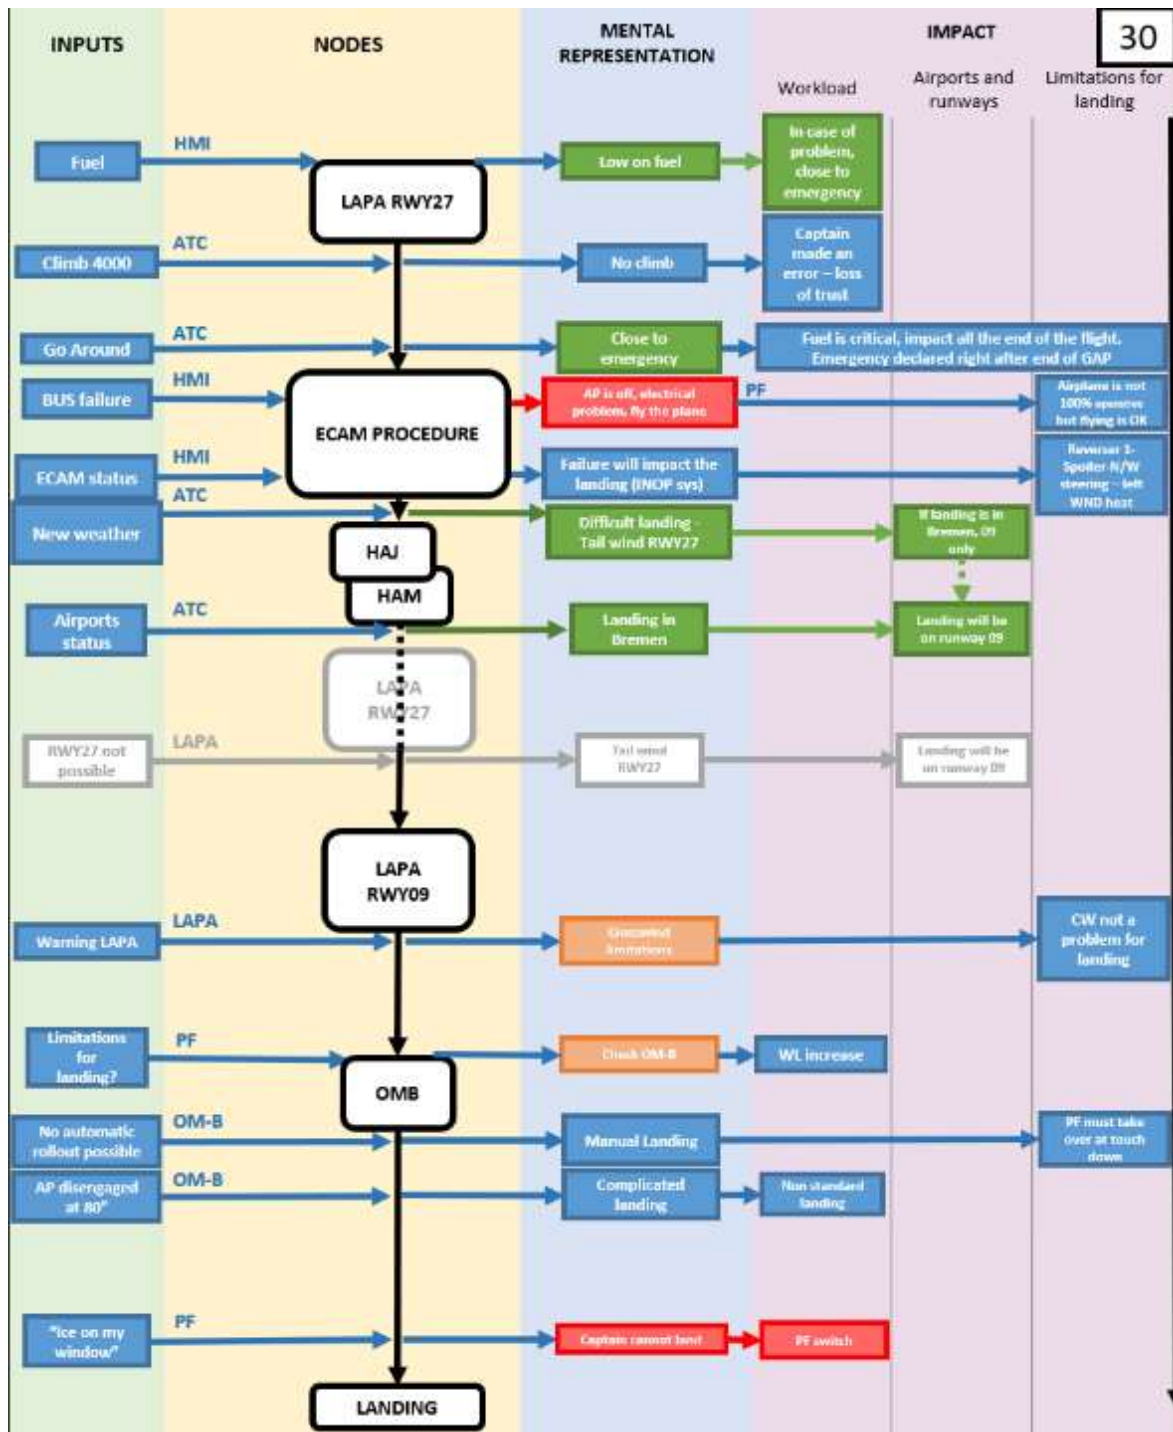 INPUTS
NODES
MENTAL
REPRESENTATION
IMPACT
30
Workload
Airports and
runways
Limitations for
landing
Fuel
HMI
LAPA RWY27
Low on fuel
In case of
problem,
close to
emergency
Climb 4000
ATC
No climb
Captain
made an
error – loss
of trust
Go Around
ATC
Close to
emergency
Fuel is critical, impact all the end of the flight.
Emergency declared right after end of GAP
BUS failure
HMI
ECAM PROCEDURE
AP is off, electrical
problem, fly the plane
PF
Airplane is not
100% operative
but flying is OK
ECAM status
HMI
Failure will impact the
landing (INOP sys)
Reverser 1-
Spoiler N/W
steering – left
WND heat
New weather
ATC
HAJ
HAM
Difficult landing -
Tail wind RWY27
If landing is in
Bremen, 09
only
Airports
status
ATC
Landing in
Bremen
Landing will be
on runway 09
LAPA
RWY27
RWY27 not
possible
LAPA
Tail wind
RWY27
Landing will be
on runway 09
LAPA
RWY09
Warning LAPA
LAPA
limitations
CW not a
problem for
landing
Limitations
for
landing?
PF
OMB
Check OM-B
WL increase
No automatic
rollout possible
OM-B
Manual Landing
PF must take
over at touch
down
AP disergaged
at 80"
OM-B
Complicated
landing
Non standard
landing
"Ice on my
window"
PF
Captain cannot land
PF switch
LANDING